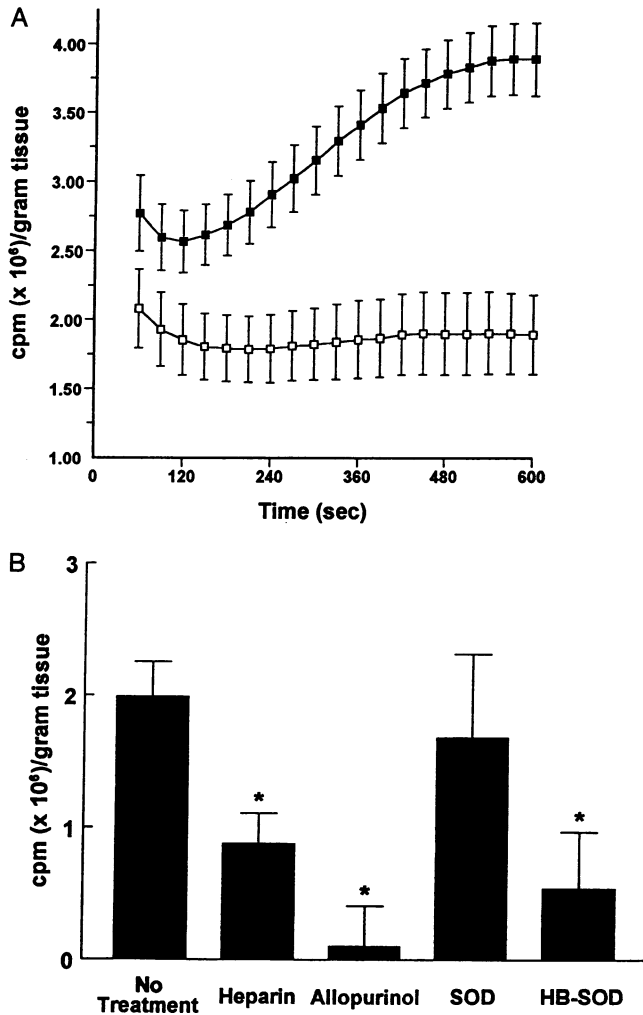 A
4.00
3.50
3.00
2.50
2.00
1.50
1.00
cpm (x 10⁶)/gram tissue
0
120
240
360
480
600
Time (sec)
B
3
2
1
0
cpm (x 10⁶)/gram tissue
*
*
*
No
Treatment
Heparin
Allopurinol
SOD
HB-SOD